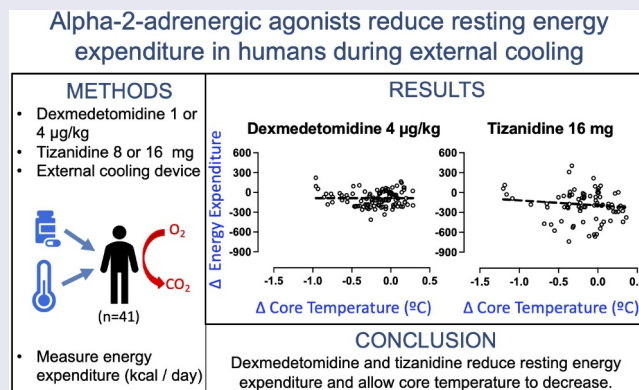 Alpha-2-adrenergic agonists reduce resting energy
expenditure in humans during external cooling
METHODS
• Dexmedetomidine 1 or
4 µg/kg
• Tizanidine 8 or 16 mg
• External cooling device
O₂
CO₂
(n=41)
• Measure energy
expenditure (kcal / day)
RESULTS
Δ Energy Expenditure
Dexmedetomidine 4 µg/kg
600
300
0
-300
-600
-900
-1.5 -1.0 -0.5 0.0 0.5
Δ Core Temperature (ºC)
Tizanidine 16 mg
600
300
0
-300
-600
-900
-1.5 -1.0 -0.5 0.0 0.5
Δ Core Temperature (ºC)
CONCLUSION
Dexmedetomidine and tizanidine reduce resting energy
expenditure and allow core temperature to decrease.